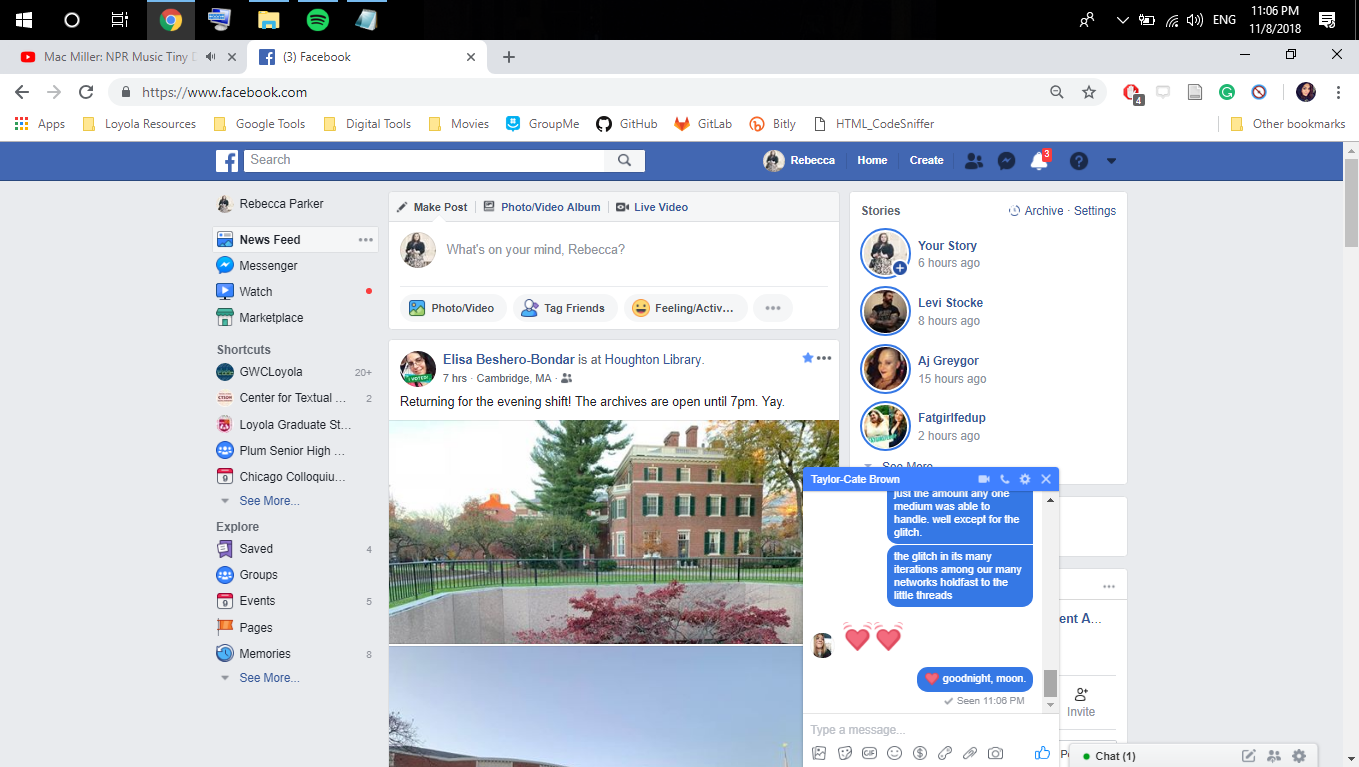 ENG
11:06 PM
11/8/2018
Mac Miller: NPR Music Tiny D
(3) Facebook
https://www.facebook.com
4
Apps
Loyola Resources
Google Tools
Digital Tools
Movies
GroupMe
GitHub
GitLab
Bitly
HTML_CodeSniffer
Other bookmarks
Search
Rebecca
Home
Create
3
Rebecca Parker
News Feed
Messenger
Watch
Marketplace
Shortcuts
GWCLoyola 20+
Center for Textual ... 2
Loyola Graduate St...
Plum Senior High ...
Chicago Colloquiu...
See More...
Explore
Saved 4
Groups
Events 5
Pages
Memories 8
See More...
Make Post
Photo/Video Album
Live Video
What's on your mind, Rebecca?
Photo/Video
Tag Friends
Feeling/Activ...
Elisa Beshero-Bondar is at Houghton Library.
7 hrs · Cambridge, MA ·
Returning for the evening shift! The archives are open until 7pm. Yay.
Stories
Archive · Settings
Your Story
6 hours ago
Levi Stocke
8 hours ago
Aj Greygor
15 hours ago
Fatgirlfedup
2 hours ago
See More
Taylor-Cate Brown
just the amount any one
medium was able to
handle. well except for the
glitch.
the glitch in its many
iterations among our many
networks holdfast to the
little threads
goodnight, moon.
Seen 11:06 PM
Type a message...
GIF
ent A...
Invite
Chat (1)